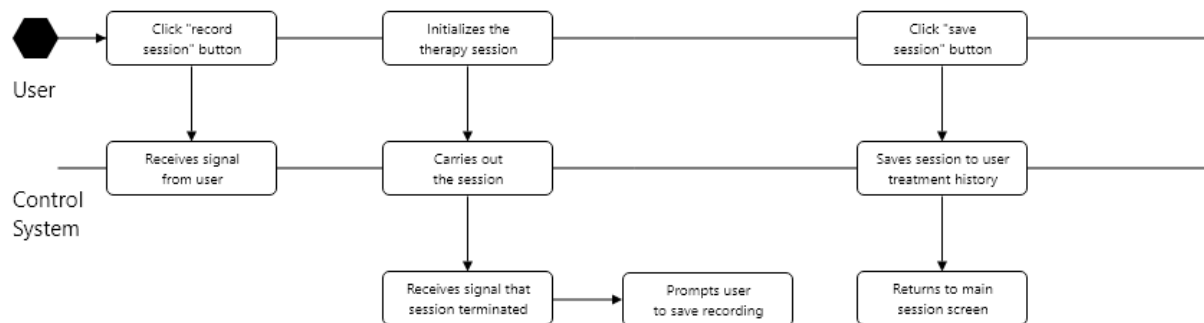 Click "record
session" button
Initializes the
therapy session
Click "save
session" button
User
Receives signal
from user
Carries out
the session
Saves session to user
treatment history
Control
System
Receives signal that
session terminated
Prompts user
to save recording
Returns to main
session screen